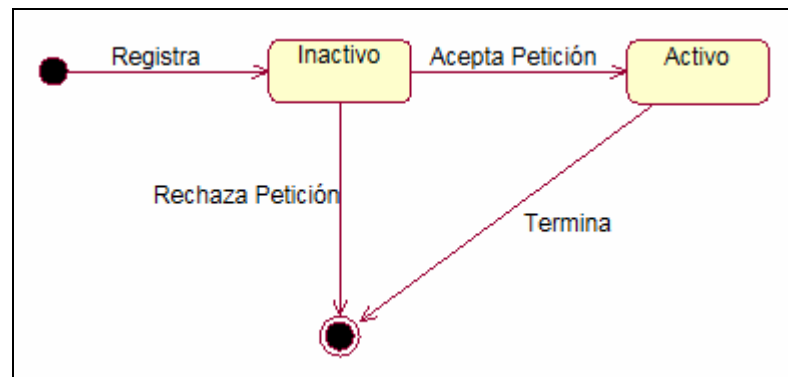 Registra
Inactivo
Acepta Petición
Activo
Rechaza Petición
Termina